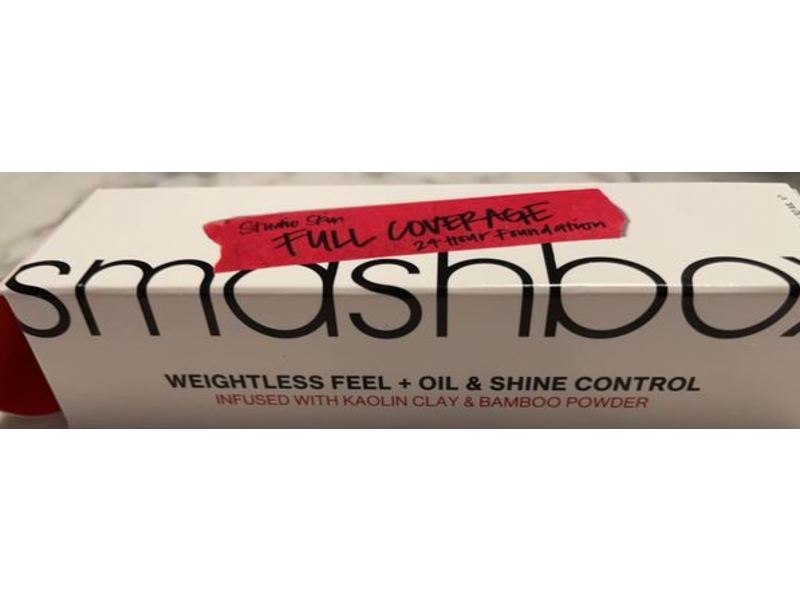 Studio Skin
FULL COVERAGE
24 Hour Foundation
smashbox
WEIGHTLESS FEEL + OIL & SHINE CONTROL
INFUSED WITH KAOLIN CLAY & BAMBOO POWDER